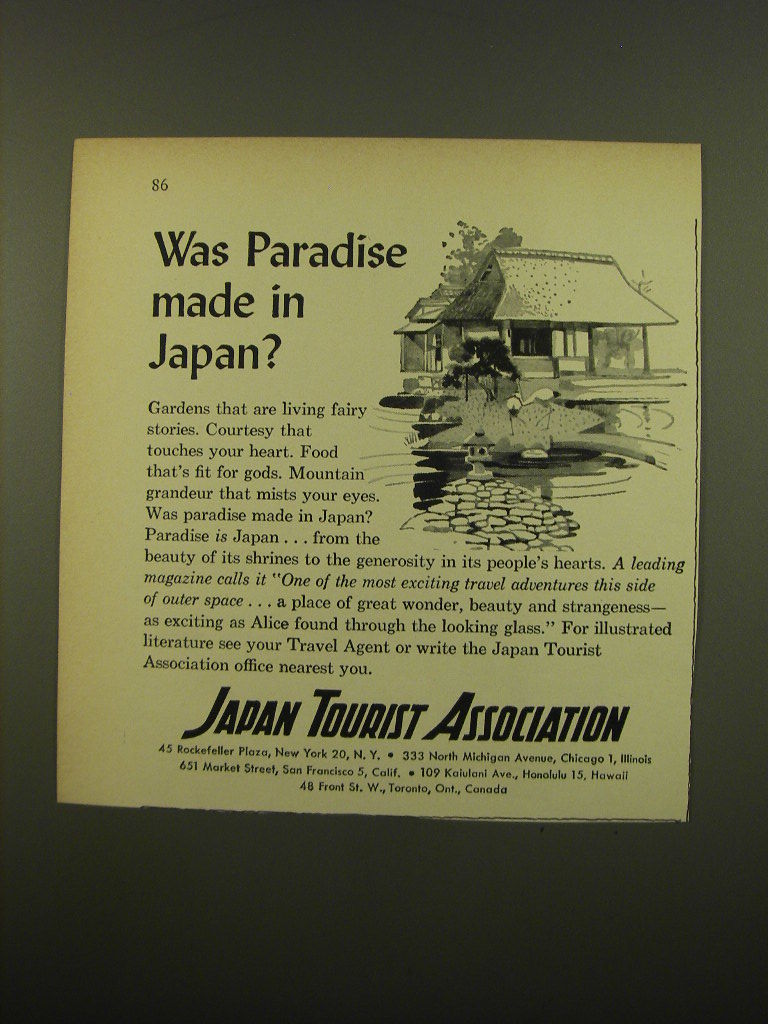 86
Was Paradise
made in
Japan?
Gardens that are living fairy
stories. Courtesy that
touches your heart. Food
that's fit for gods. Mountain
grandeur that mists your eyes.
Was paradise made in Japan?
Paradise is Japan . . . from the
beauty of its shrines to the generosity in its people's hearts. A leading
magazine calls it "One of the most exciting travel adventures this side
of outer space . . . a place of great wonder, beauty and strangeness—
as exciting as Alice found through the looking glass." For illustrated
literature see your Travel Agent or write the Japan Tourist
Association office nearest you.
JAPAN TOURIST ASSOCIATION
45 Rockefeller Plaza, New York 20, N. Y. • 333 North Michigan Avenue, Chicago 1, Illinois
651 Market Street, San Francisco 5, Calif. • 109 Kaiulani Ave., Honolulu 15, Hawaii
48 Front St. W., Toronto, Ont., Canada